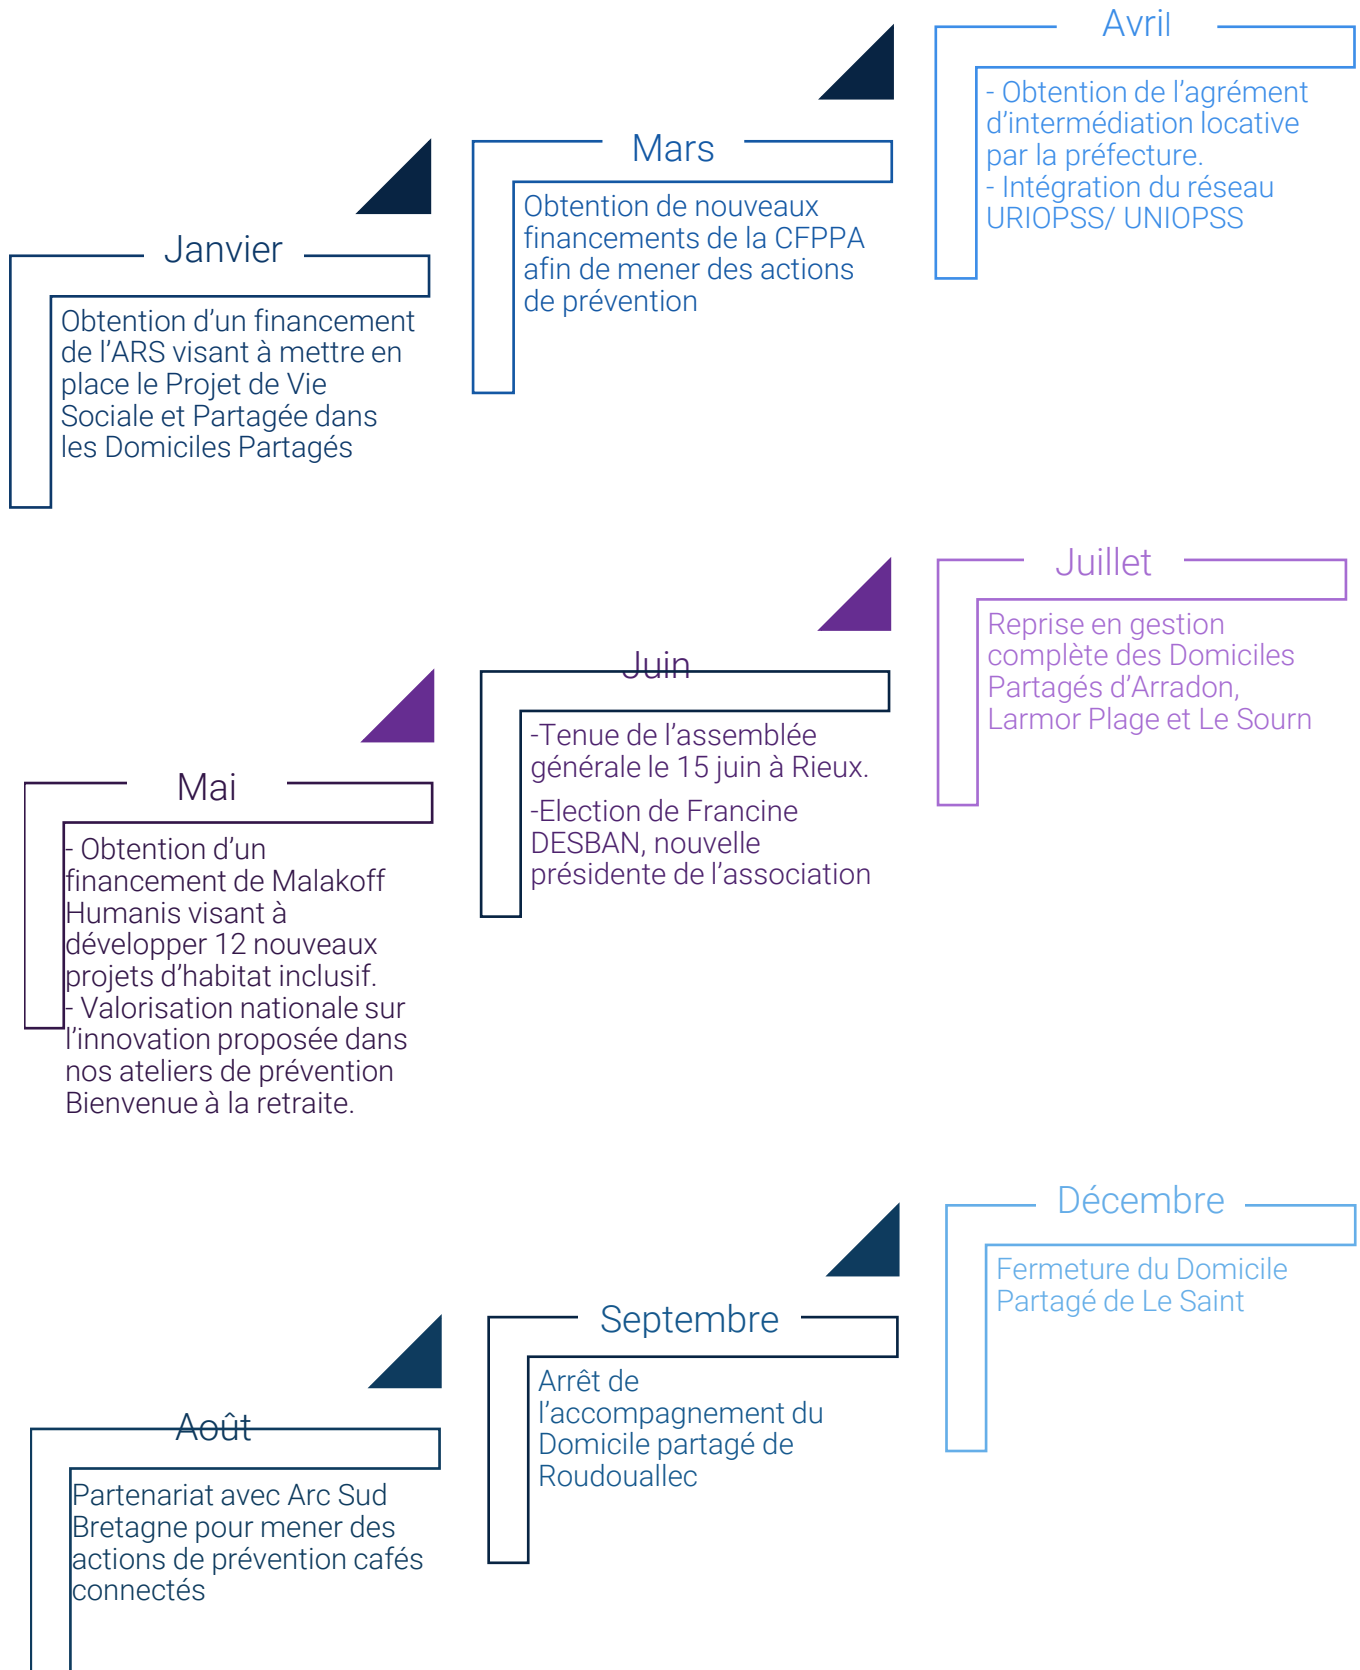 Janvier
Obtention d’un financement
de l’ARS visant à mettre en
place le Projet de Vie
Sociale et Partagée dans
les Domiciles Partagés
Mars
Obtention de nouveaux
financements de la CFPPA
afin de mener des actions
de prévention
Avril
- Obtention de l’agrément
d’intermédiation locative
par la préfecture.
- Intégration du réseau
URIOPSS/ UNIOPSS
Mai
- Obtention d’un
financement de Malakoff
Humanis visant à
développer 12 nouveaux
projets d’habitat inclusif.
- Valorisation nationale sur
l’innovation proposée dans
nos ateliers de prévention
Bienvenue à la retraite.
Juin
-Tenue de l’assemblée
générale le 15 juin à Rieux.
-Election de Francine
DESBAN, nouvelle
présidente de l’association
Juillet
Reprise en gestion
complète des Domiciles
Partagés d’Arradon,
Larmor Plage et Le Sourn
Août
Partenariat avec Arc Sud
Bretagne pour mener des
actions de prévention cafés
connectés
Septembre
Arrêt de
l’accompagnement du
Domicile partagé de
Roudouallec
Décembre
Fermeture du Domicile
Partagé de Le Saint